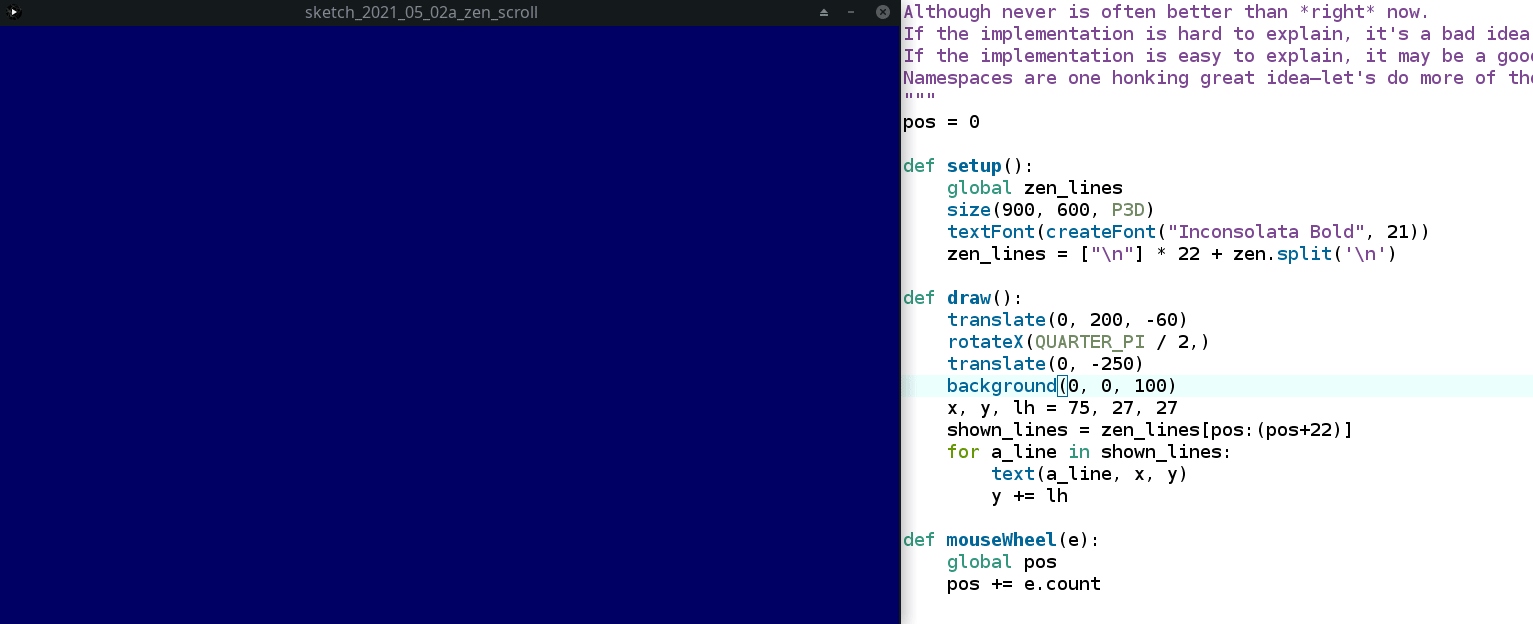 sketch_2021_05_02a_zen_scroll
Although never is often better than *right* now.
If the implementation is hard to explain, it's a bad idea
If the implementation is easy to explain, it may be a good
Namespaces are one honking great idea—let's do more of the
"""
pos = 0
def setup():
    global zen_lines
    size(900, 600, P3D)
    textFont(createFont("Inconsolata Bold", 21))
    zen_lines = ["\n"] * 22 + zen.split('\n')
def draw():
    translate(0, 200, -60)
    rotateX(QUARTER_PI / 2,)
    translate(0, -250)
    background(0, 0, 100)
    x, y, lh = 75, 27, 27
    shown_lines = zen_lines[pos:(pos+22)]
    for a_line in shown_lines:
        text(a_line, x, y)
        y += lh
def mouseWheel(e):
    global pos
    pos += e.count